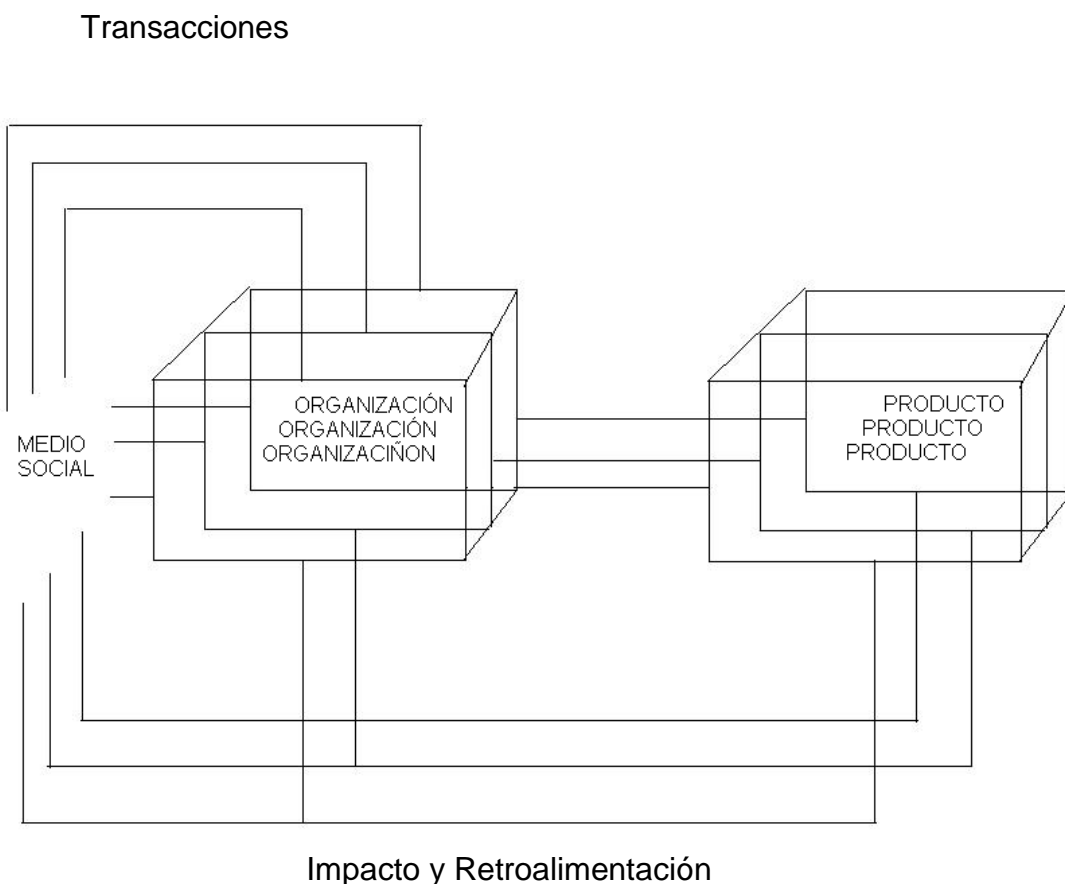 Transacciones
ORGANIZACIÓN
ORGANIZACIÓN
ORGANIZACIÑON
PRODUCTO
PRODUCTO
PRODUCTO
MEDIO
SOCIAL
Impacto y Retroalimentación